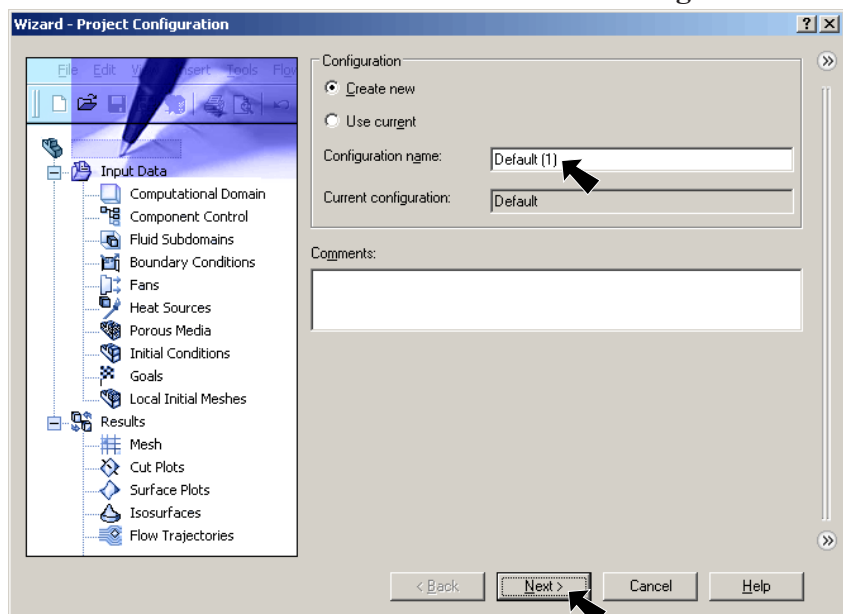 Wizard - Project Configuration
File Edit View Insert Tools Flow
Input Data
Computational Domain
Component Control
Fluid Subdomains
Boundary Conditions
Fans
Heat Sources
Porous Media
Initial Conditions
Goals
Local Initial Meshes
Results
Mesh
Cut Plots
Surface Plots
Isosurfaces
Flow Trajectories
Configuration
Create new
Use current
Configuration name: Default (1)
Current configuration: Default
Comments:
< Back Next > Cancel Help